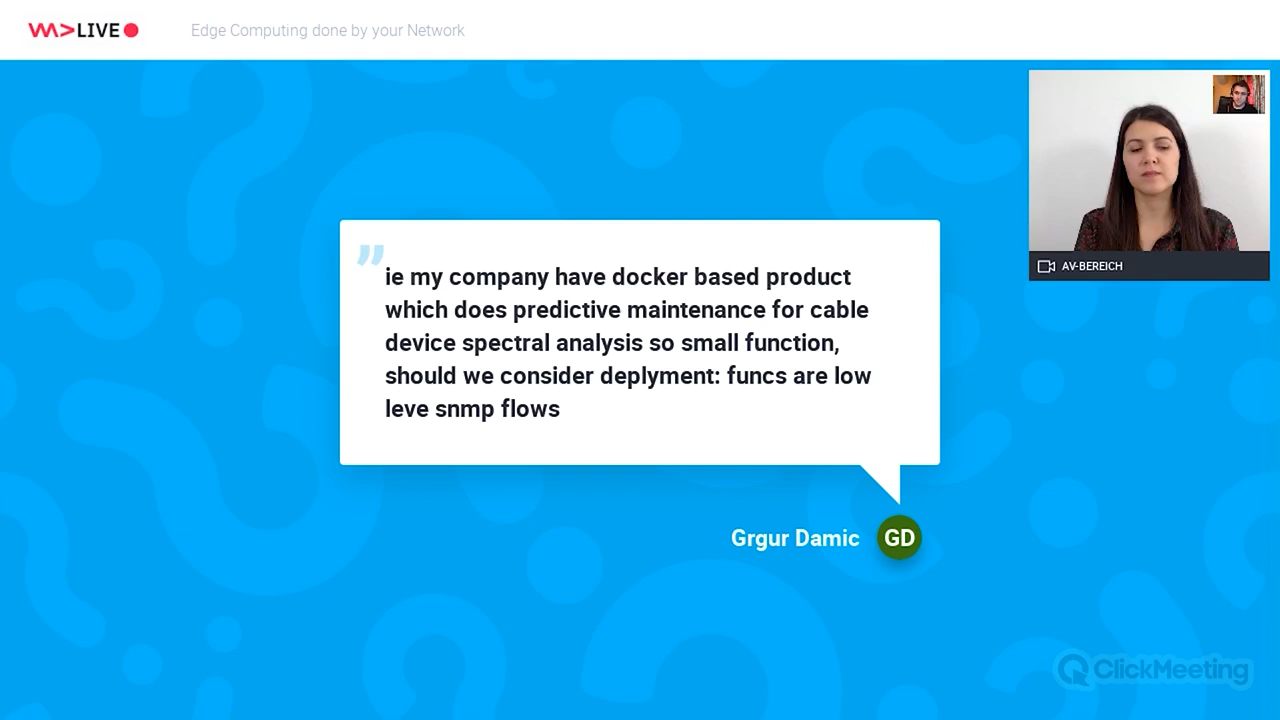 VM>LIVE
Edge Computing done by your Network
AV-BEREICH
”
ie my company have docker based product
which does predictive maintenance for cable
device spectral analysis so small function,
should we consider deplyment: funcs are low
leve snmp flows
Grgur Damic
GD
ClickMeeting